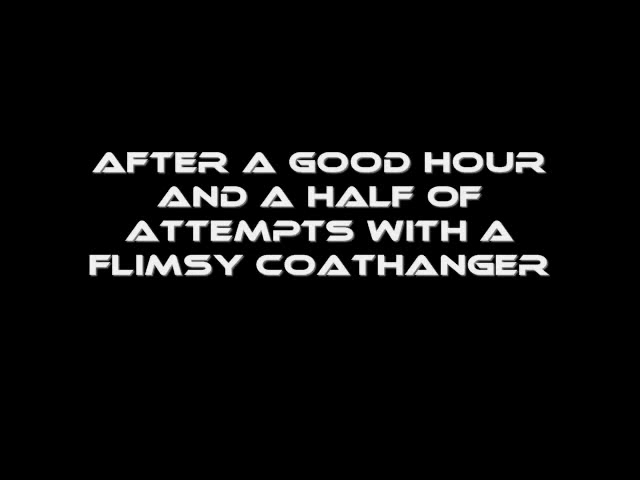 AFTER A GOOD HOUR
AND A HALF OF
ATTEMPTS WITH A
FLIMSY COATHANGER